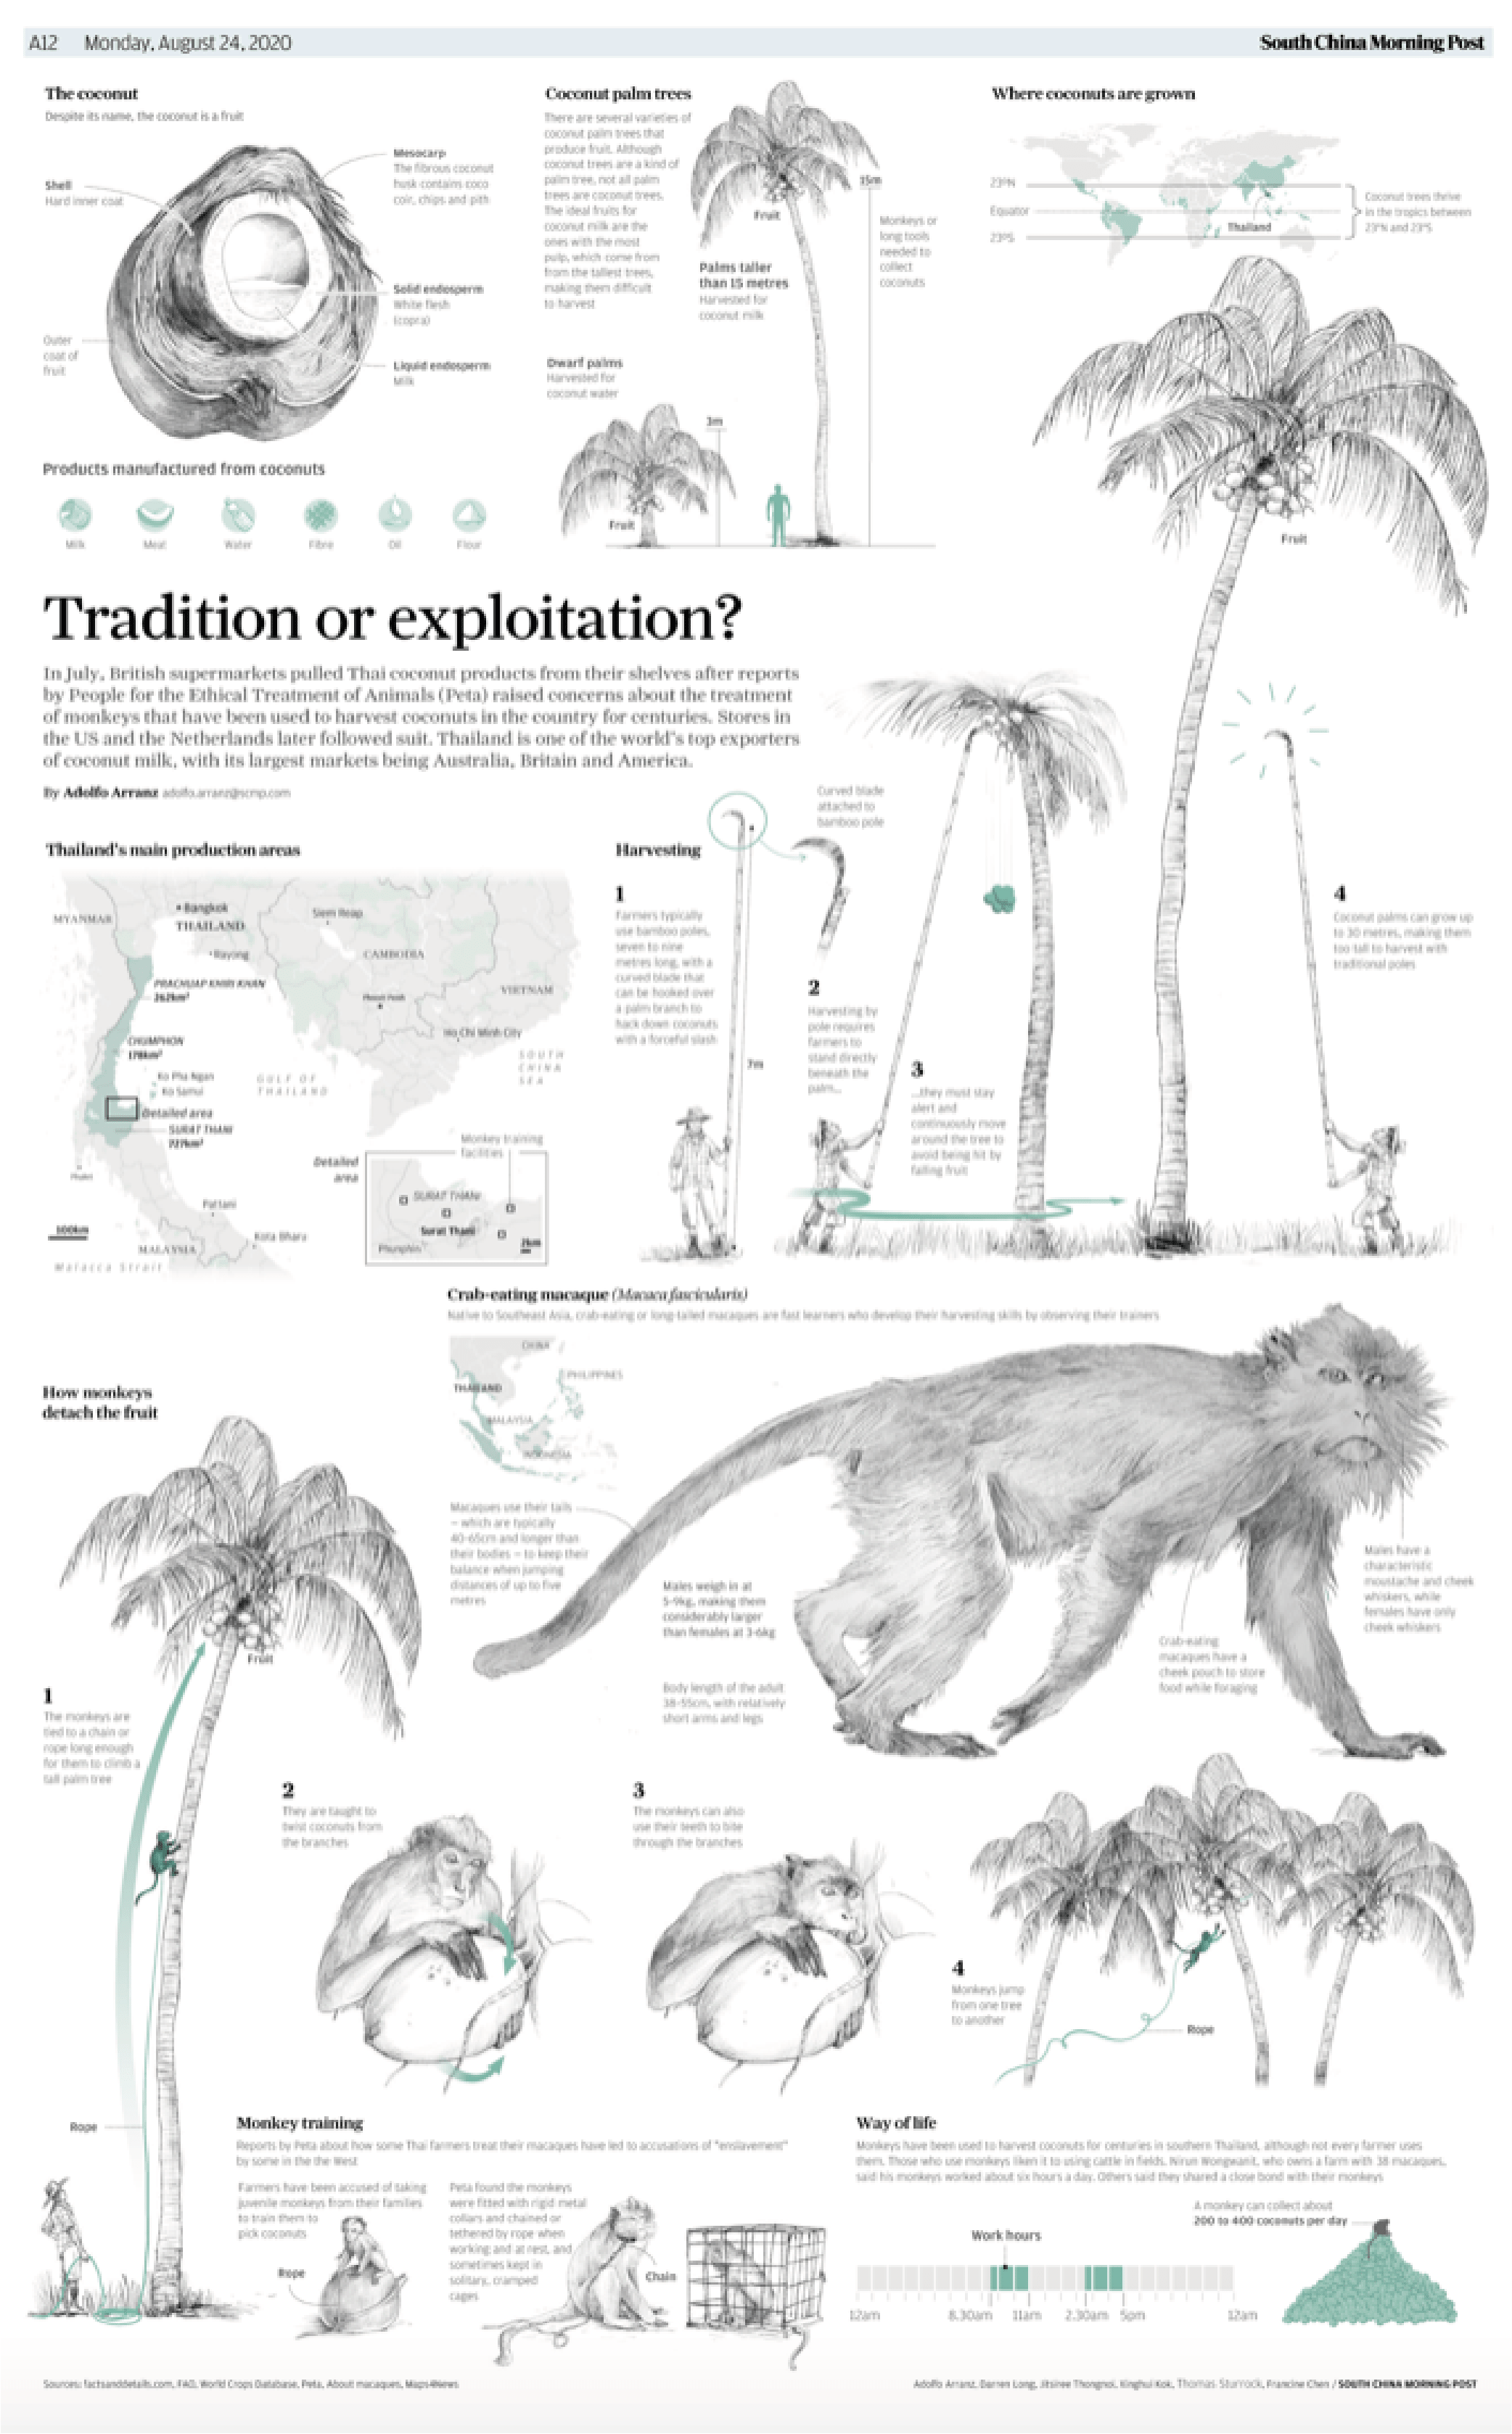 A12 Monday, August 24, 2020
South China Morning Post
The coconut
Despite its name, the coconut is a fruit
Shell
Hard inner coat
Mesocarp
The fibrous coconut
husk contains coco
coir, chips and pith
Solid endosperm
White flesh
(copra)
Liquid endosperm
Milk
Outer
coat of
fruit
Products manufactured from coconuts
Milk
Meat
Water
Fibre
Oil
Flour
Coconut palm trees
There are several varieties of
coconut palm trees that
produce fruit. Although
coconut trees are a kind of
palm tree, not all palm
trees are coconut trees.
The ideal fruits for
coconut milk are the
ones with the most
pulp, which come from
from the tallest trees,
making them difficult
to harvest
Fruit
15m
Palms taller
than 15 metres
Harvested for
coconut milk
Monkeys or
long tools
needed to
collect
coconuts
Dwarf palms
Harvested for
coconut water
3m
Fruit
Where coconuts are grown
23ºN
Equator
23ºS
Thailand
Coconut trees thrive
in the tropics between
23ºN and 23ºS
Fruit
Tradition or exploitation?
In July, British supermarkets pulled Thai coconut products from their shelves after reports
by People for the Ethical Treatment of Animals (Peta) raised concerns about the treatment
of monkeys that have been used to harvest coconuts in the country for centuries. Stores in
the US and the Netherlands later followed suit. Thailand is one of the world's top exporters
of coconut milk, with its largest markets being Australia, Britain and America.
By Adolfo Arranz adolfo.arranz@scmp.com
Thailand's main production areas
MYANMAR
Bangkok
THAILAND
Rayong
Siem Reap
CAMBODIA
VIETNAM
PRACHUAP KHIRI KHAN
262km²
Phnom Penh
Ho Chi Minh City
CHUMPHON
178km²
SOUTH
CHINA
SEA
Ko Pha Ngan
Ko Samui
GULF OF
THAILAND
Detailed area
SURAT THANI
727km²
Phuket
Pattani
100km
MALAYSIA
Kota Bharu
Malacca Strait
Detailed
area
Monkey training
facilities
SURAT THANI
Surat Thani
Phunphin
2km
Harvesting
1
Farmers typically
use bamboo poles,
seven to nine
metres long, with a
curved blade that
can be hooked over
a palm branch to
hack down coconuts
with a forceful slash
7m
Curved blade
attached to
bamboo pole
2
Harvesting by
pole requires
farmers to
stand directly
beneath the
palm...
3
...they must stay
alert and
continuously move
around the tree to
avoid being hit by
falling fruit
4
Coconut palms can grow up
to 30 metres, making them
too tall to harvest with
traditional poles
Crab-eating macaque (Macaca fascicularis)
Native to Southeast Asia, crab-eating or long-tailed macaques are fast learners who develop their harvesting skills by observing their trainers
CHINA
THAILAND
PHILIPPINES
MALAYSIA
INDONESIA
Macaques use their tails
– which are typically
40-65cm and longer than
their bodies – to keep their
balance when jumping
distances of up to five
metres
Males weigh in at
5-9kg, making them
considerably larger
than females at 3-6kg
Body length of the adult
38-55cm, with relatively
short arms and legs
Crab-eating
macaques have a
cheek pouch to store
food while foraging
Males have a
characteristic
moustache and cheek
whiskers, while
females have only
cheek whiskers
How monkeys
detach the fruit
Fruit
1
The monkeys are
tied to a chain or
rope long enough
for them to climb a
tall palm tree
Rope
2
They are taught to
twist coconuts from
the branches
3
The monkeys can also
use their teeth to bite
through the branches
4
Monkeys jump
from one tree
to another
Rope
Monkey training
Reports by Peta about how some Thai farmers treat their macaques have led to accusations of "enslavement"
by some in the the West
Farmers have been accused of taking
juvenile monkeys from their families
to train them to
pick coconuts
Rope
Peta found the monkeys
were fitted with rigid metal
collars and chained or
tethered by rope when
working and at rest, and
sometimes kept in
solitary, cramped
cages
Chain
Way of life
Monkeys have been used to harvest coconuts for centuries in southern Thailand, although not every farmer uses
them. Those who use monkeys liken it to using cattle in fields. Nirun Wongwanit, who owns a farm with 38 macaques,
said his monkeys worked about six hours a day. Others said they shared a close bond with their monkeys
Work hours
12am
8.30am
11am
2.30am
5pm
12am
A monkey can collect about
200 to 400 coconuts per day
Sources: factsanddetails.com, FAO, World Crops Database, Peta, About macaques, Maps4News
Adolfo Arranz, Darren Long, Jitsiree Thongnoi, Kinghui Kok, Thomas Sturrock, Francine Chen / SOUTH CHINA MORNING POST